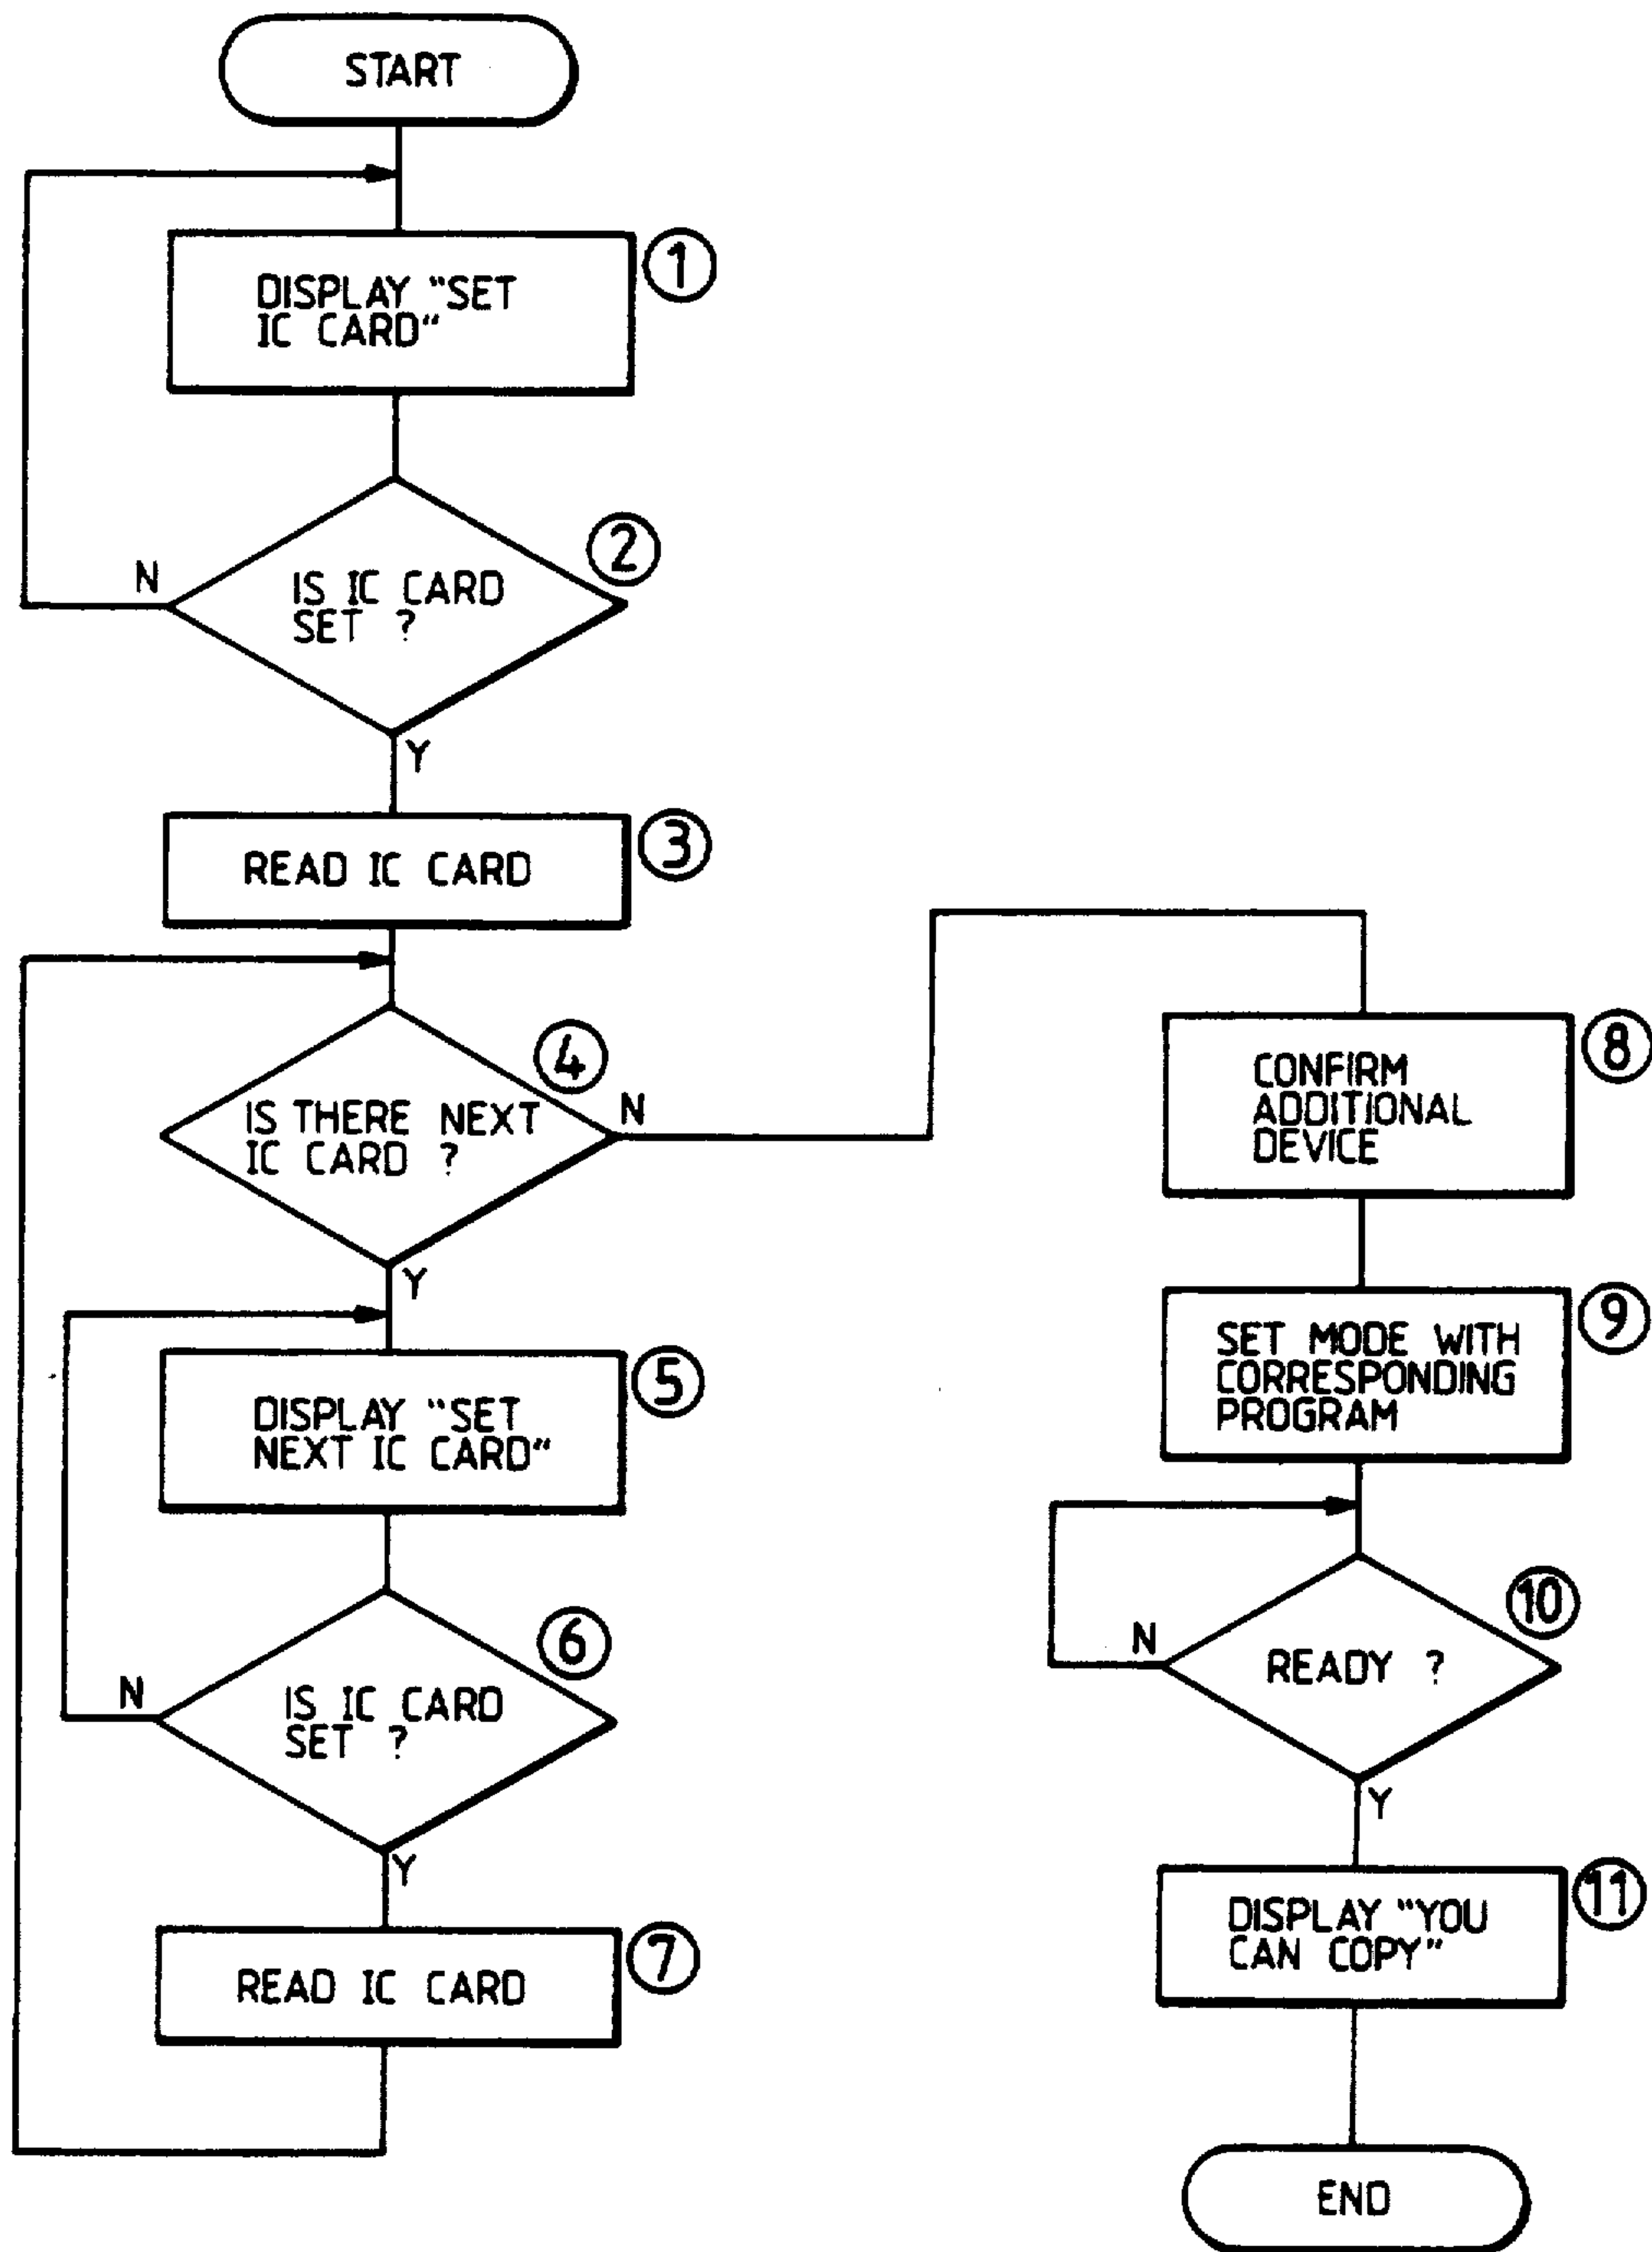 START
①
DISPLAY "SET
IC CARD"
②
N
IS IC CARD
SET ?
Y
③
READ IC CARD
④
IS THERE NEXT
IC CARD ?
N
Y
⑤
DISPLAY "SET
NEXT IC CARD"
⑥
N
IS IC CARD
SET ?
Y
⑦
READ IC CARD
⑧
CONFIRM
ADDITIONAL
DEVICE
⑨
SET MODE WITH
CORRESPONDING
PROGRAM
⑩
N
READY ?
Y
⑪
DISPLAY "YOU
CAN COPY"
END